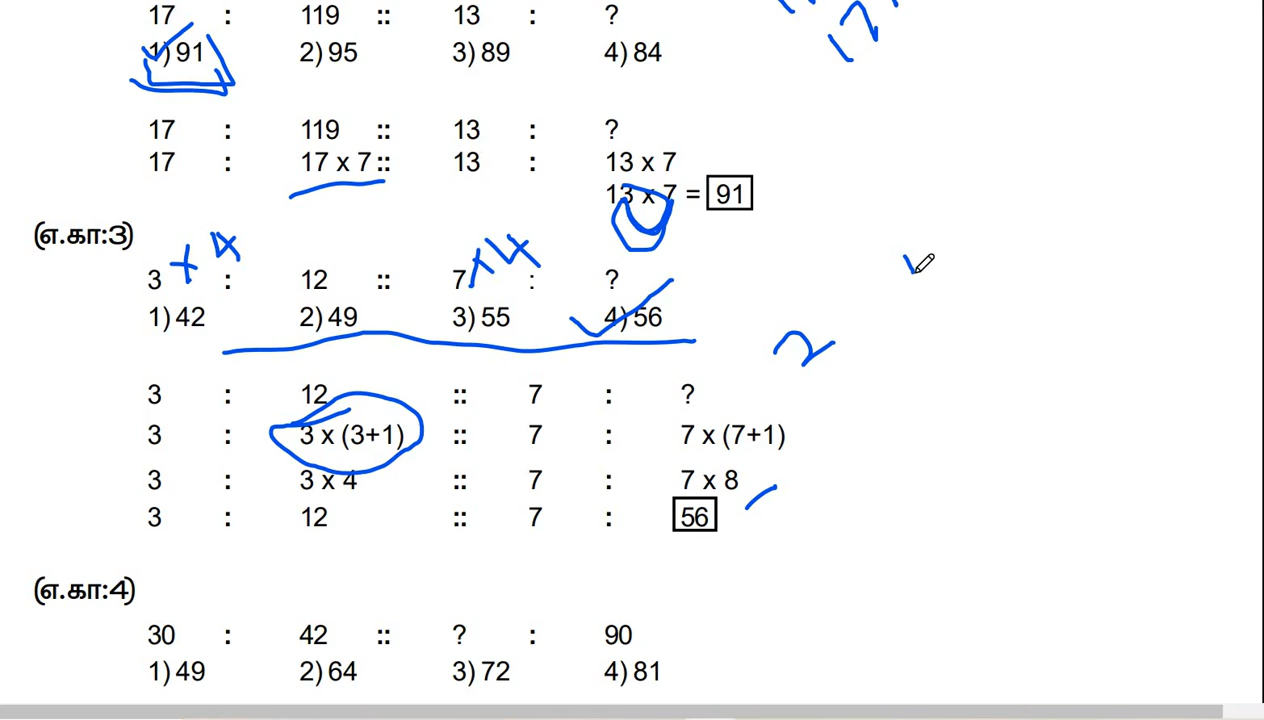 17 : 119 :: 13 : ?
1) 91 2) 95 3) 89 4) 84
17 : 119 :: 13 : ?
17 : 17 x 7 :: 13 : 13 x 7
13 x 7 = 91
(எ.கா:3)
+ 4
3 : 12 :: 7 : ?
1) 42 2) 49 3) 55 4) 56
2
3 : 12 :: 7 : ?
3 : 3 x (3+1) :: 7 : 7 x (7+1)
3 : 3 x 4 :: 7 : 7 x 8
3 : 12 :: 7 : 56
(எ.கா:4)
30 : 42 :: ? : 90
1) 49 2) 64 3) 72 4) 81